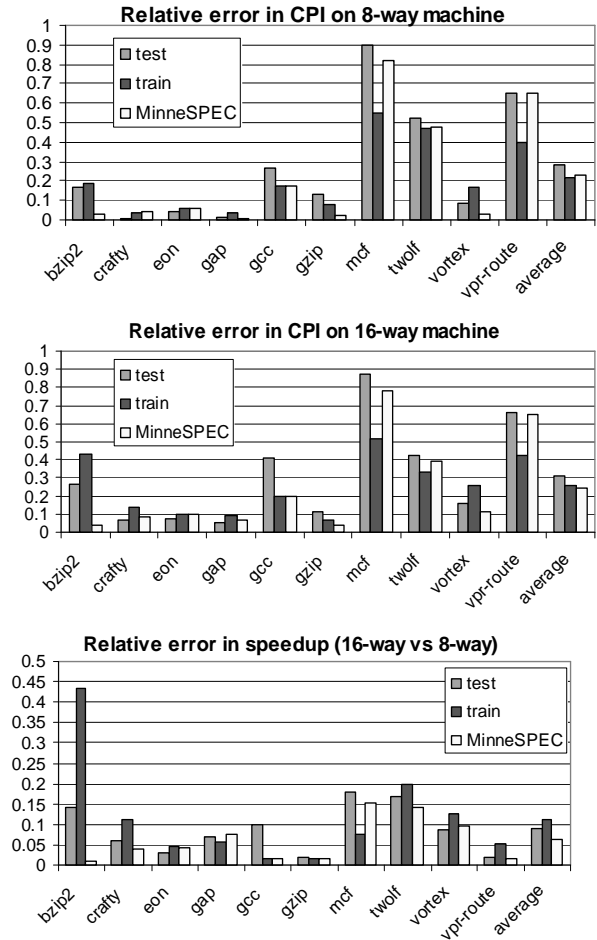 Relative error in CPI on 8-way machine
1
0.9
0.8
0.7
0.6
0.5
0.4
0.3
0.2
0.1
0
test
train
MinneSPEC
bzip2
crafty
eon
gap
gcc
gzip
mcf
twolf
vortex
vpr-route
average
Relative error in CPI on 16-way machine
1
0.9
0.8
0.7
0.6
0.5
0.4
0.3
0.2
0.1
0
test
train
MinneSPEC
bzip2
crafty
eon
gap
gcc
gzip
mcf
twolf
vortex
vpr-route
average
Relative error in speedup (16-way vs 8-way)
0.5
0.45
0.4
0.35
0.3
0.25
0.2
0.15
0.1
0.05
0
test
train
MinneSPEC
bzip2
crafty
eon
gap
gcc
gzip
mcf
twolf
vortex
vpr-route
average